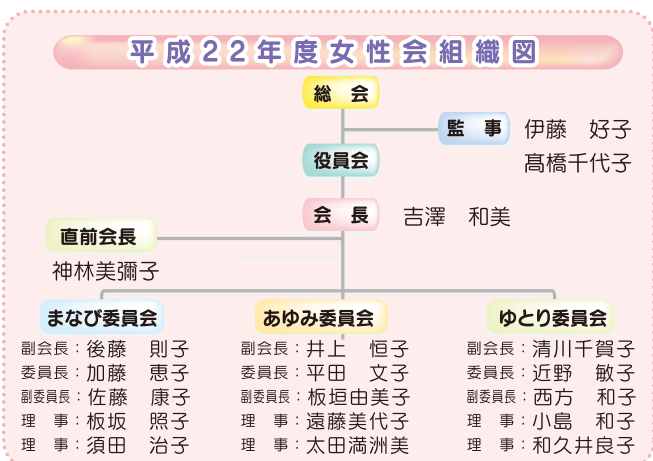 平成22年度女性会組織図
総　会
監　事　伊藤　好子
髙橋千代子
役員会
会　長　吉澤　和美
直前会長
神林美彌子
まなび委員会
副会長：後藤　則子
委員長：加藤　恵子
副委員長：佐藤　康子
理　事：板坂　照子
理　事：須田　治子
あゆみ委員会
副会長：井上　恒子
委員長：平田　文子
副委員長：板垣由美子
理　事：遠藤美代子
理　事：太田満洲美
ゆとり委員会
副会長：清川千賀子
委員長：近野　敏子
副委員長：西方　和子
理　事：小島　和子
理　事：和久井良子